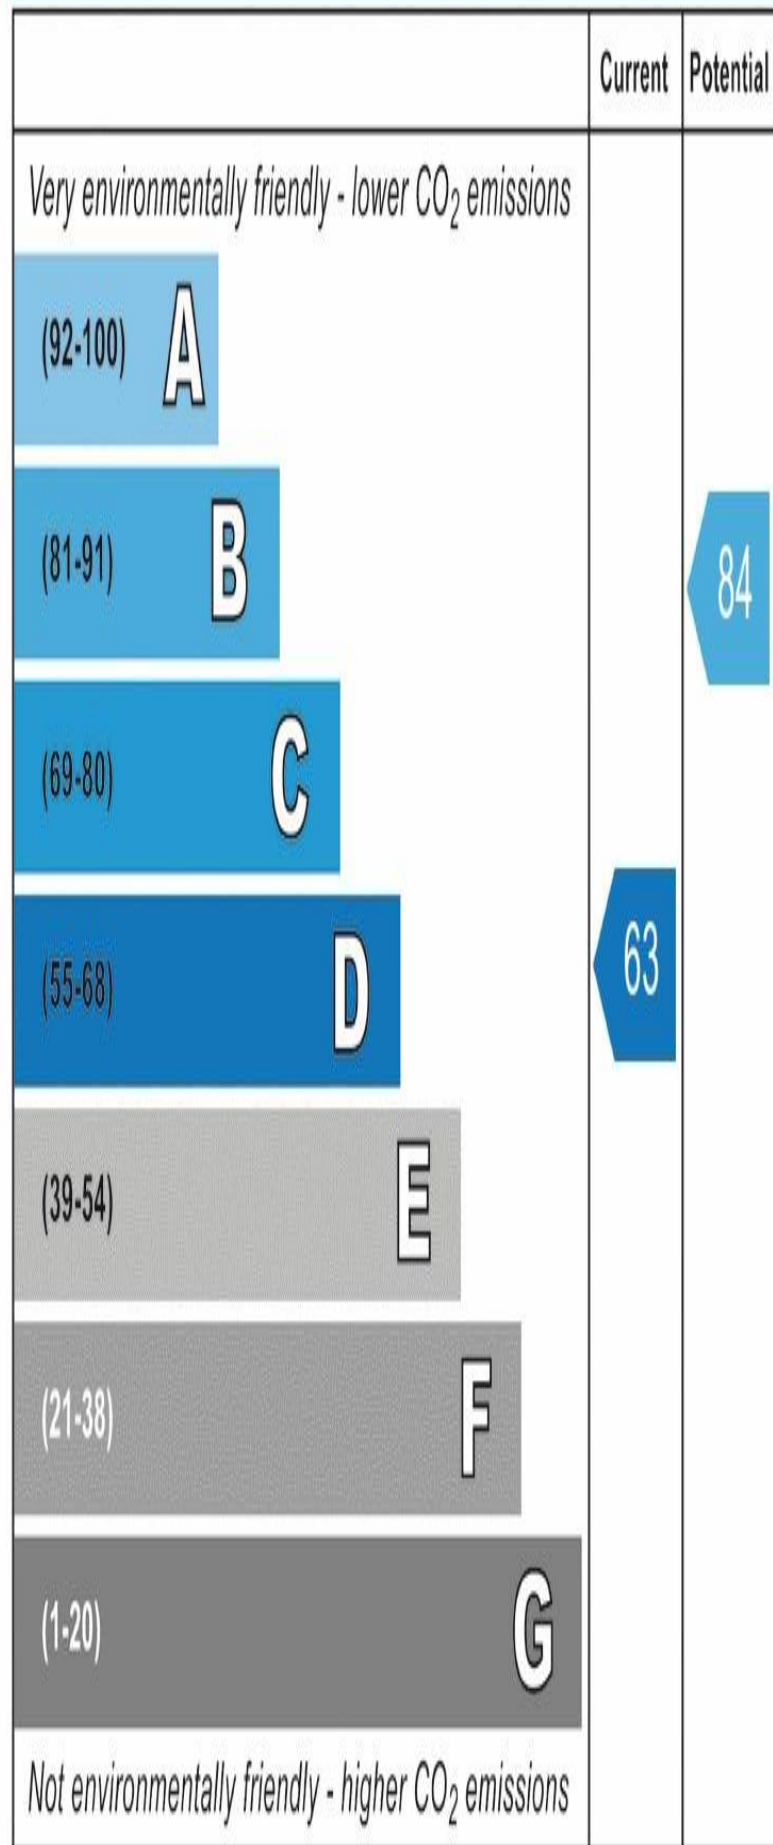 Current Potential
Very environmentally friendly - lower CO₂ emissions
(92-100) A
(81-91) B
84
(69-80) C
(55-68) D
63
(39-54) E
(21-38) F
(1-20) G
Not environmentally friendly - higher CO₂ emissions